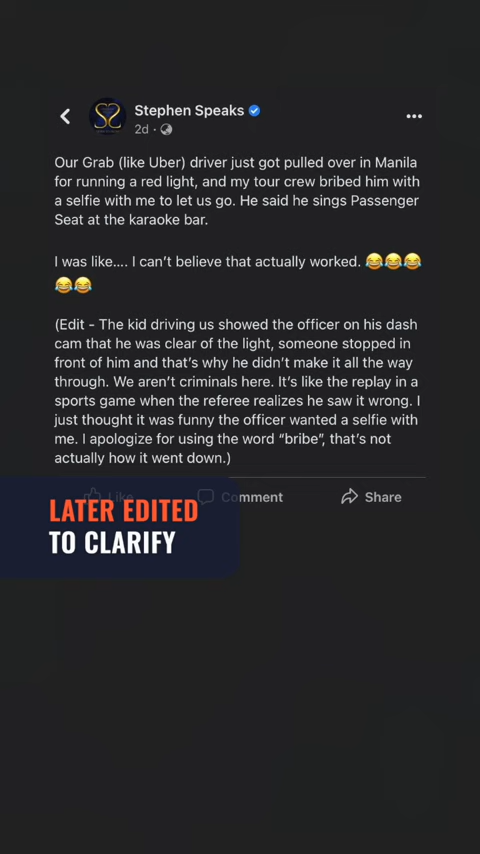 Stephen Speaks
2d ·
Our Grab (like Uber) driver just got pulled over in Manila
for running a red light, and my tour crew bribed him with
a selfie with me to let us go. He said he sings Passenger
Seat at the karaoke bar.
I was like.... I can't believe that actually worked. 😂😂😂
😂😂
(Edit - The kid driving us showed the officer on his dash
cam that he was clear of the light, someone stopped in
front of him and that's why he didn't make it all the way
through. We aren't criminals here. It's like the replay in a
sports game when the referee realizes he saw it wrong. I
just thought it was funny the officer wanted a selfie with
me. I apologize for using the word "bribe", that's not
actually how it went down.)
Like Comment Share
LATER EDITED
TO CLARIFY